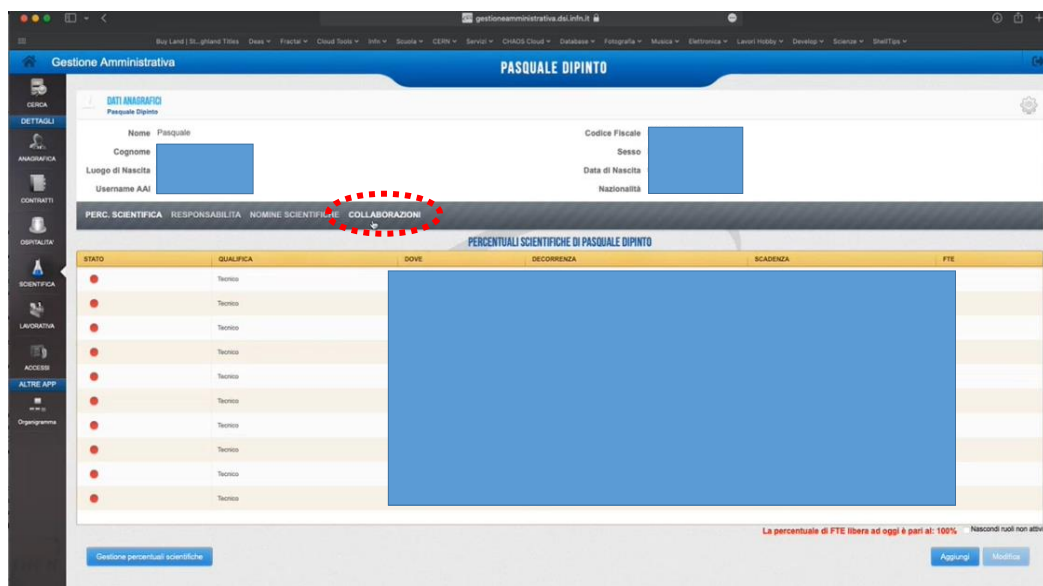 gestioneamministrativa.dsi.infn.it
Buy Land | St...ghland Titles Deas Fractal Cloud Tools Info Scuola CERN Servizi CHAOS Cloud Database Fotografia Musica Elettronica Lavori Hobby Develop Scienze ShellTips
Gestione Amministrativa
PASQUALE DIPINTO
CERCA
DETTAGLI
ANAGRAFICA
CONTRATTI
OSPITALITA'
SCIENTIFICA
LAVORATIVA
ACCESSI
ALTRE APP
Organigramma
DATI ANAGRAFICI
Pasquale Dipinto
Nome Pasquale
Codice Fiscale
Cognome
Sesso
Luogo di Nascita
Data di Nascita
Username AAI
Nazionalità
PERC. SCIENTIFICA RESPONSABILITA NOMINE SCIENTIFICHE COLLABORAZIONI
PERCENTUALI SCIENTIFICHE DI PASQUALE DIPINTO
STATO QUALIFICA DOVE DECORRENZA SCADENZA FTE
Tecnico
Tecnico
Tecnico
Tecnico
Tecnico
Tecnico
Tecnico
Tecnico
Tecnico
Tecnico
La percentuale di FTE libera ad oggi è pari al: 100% Nascondi ruoli non attivi
Gestione percentuali scientifiche
Aggiungi Modifica